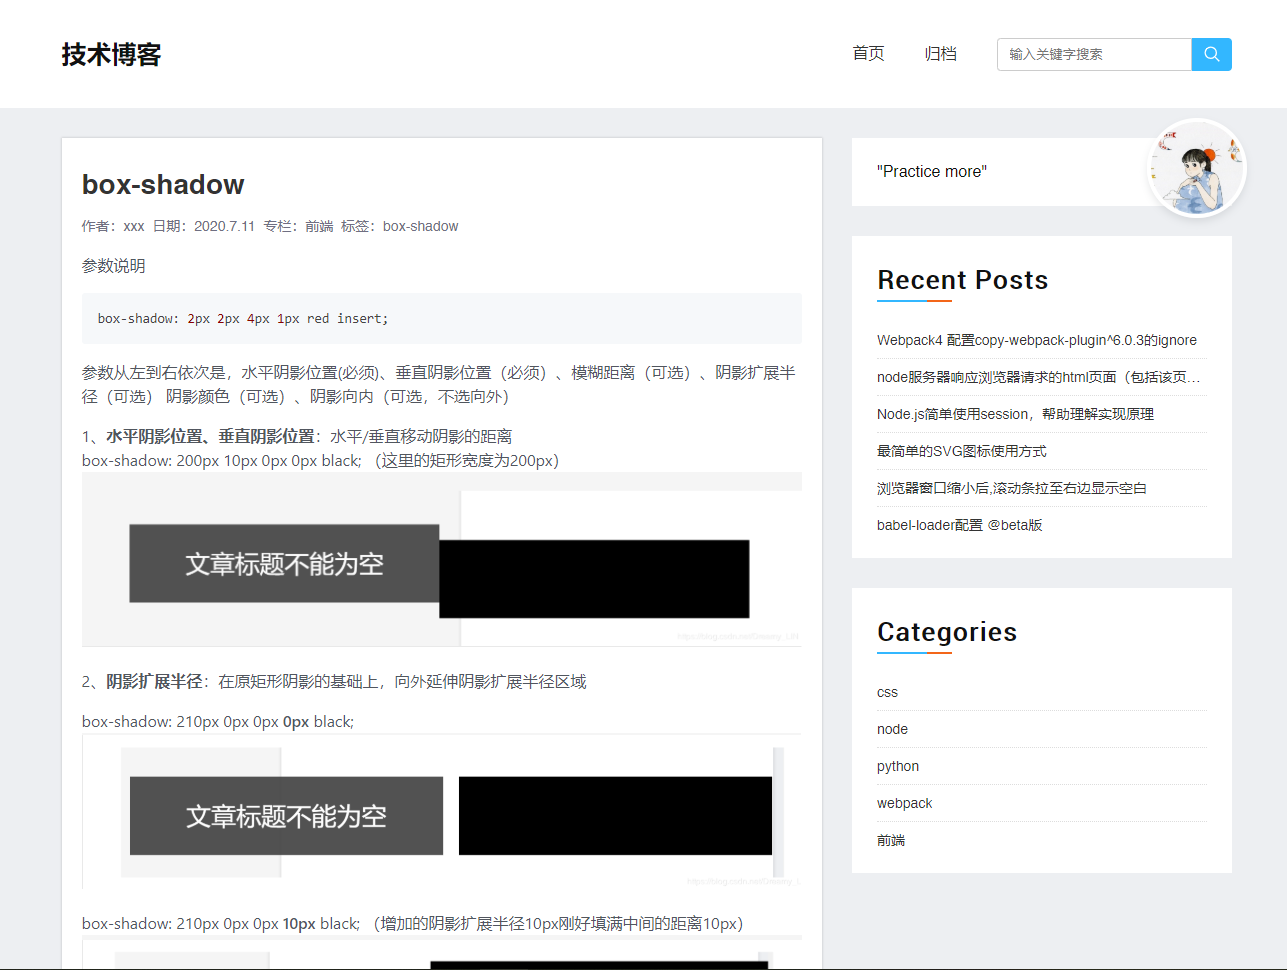 技术博客
首页
归档
输入关键字搜索
box-shadow
作者：xxx 日期：2020.7.11 专栏：前端 标签：box-shadow
参数说明
box-shadow: 2px 2px 4px 1px red insert;
参数从左到右依次是，水平阴影位置(必须)、垂直阴影位置（必须）、模糊距离（可选）、阴影扩展半
径（可选） 阴影颜色（可选）、阴影向内（可选，不选向外）
1、水平阴影位置、垂直阴影位置：水平/垂直移动阴影的距离
box-shadow: 200px 10px 0px 0px black; （这里的矩形宽度为200px）
文章标题不能为空
2、阴影扩展半径：在原矩形阴影的基础上，向外延伸阴影扩展半径区域
box-shadow: 210px 0px 0px 0px black;
文章标题不能为空
box-shadow: 210px 0px 0px 10px black; （增加的阴影扩展半径10px刚好填满中间的距离10px）
"Practice more"
Recent Posts
Webpack4 配置copy-webpack-plugin^6.0.3的ignore
node服务器响应浏览器请求的html页面（包括该页…
Node.js简单使用session，帮助理解实现原理
最简单的SVG图标使用方式
浏览器窗口缩小后,滚动条拉至右边显示空白
babel-loader配置 @beta版
Categories
css
node
python
webpack
前端